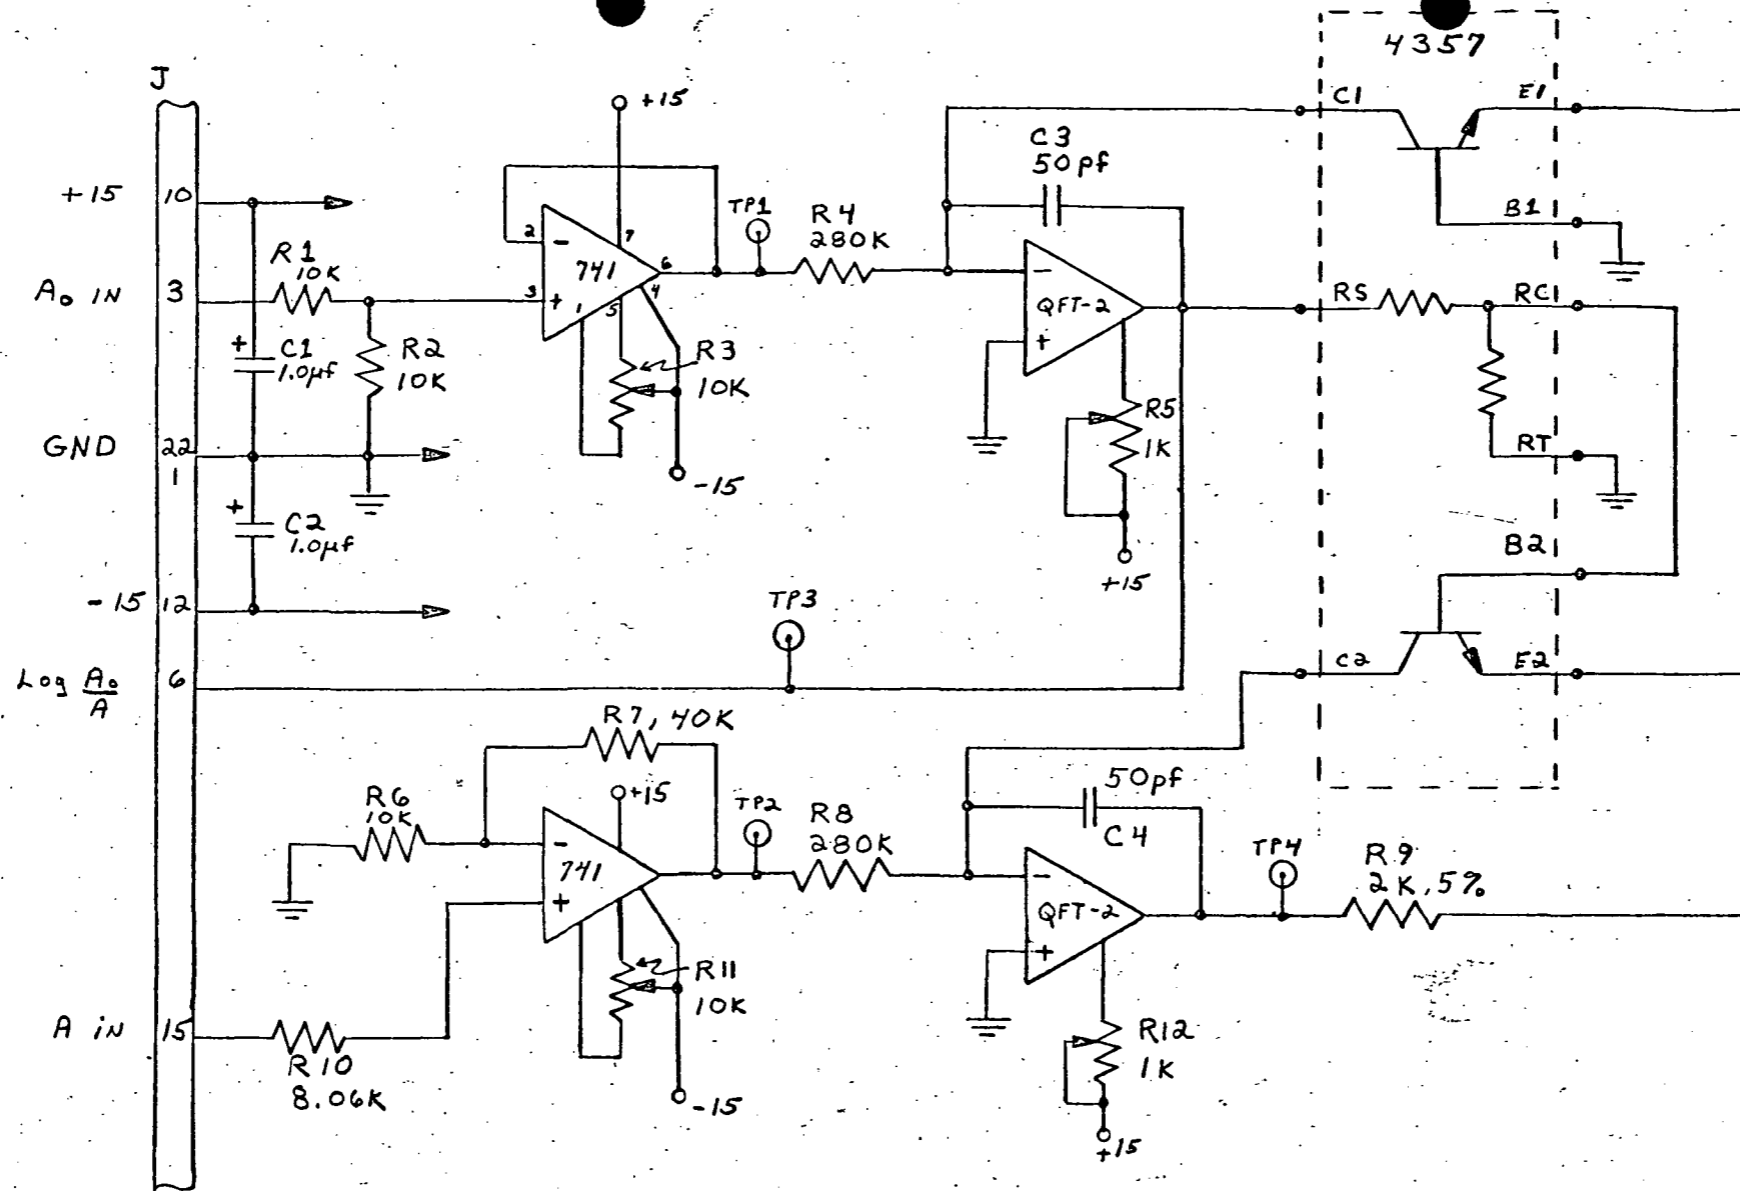 4357
J
C1
E1
+15
C3
50pf
+15
10
TP1
R4
280K
B1
2
-
7
R1
10K
741
6
-
A₀ IN
3
3
+
1
5
4
QFT-2
RS
RC
+
C1
1.0µf
R2
10K
R3
10K
+
R5
1K
GND
22
1
-15
RT
+
C2
1.0µf
B2
+15
-15
12
TP3
C2
E2
Log A₀/A
6
R7, 40K
50pf
R6
10K
+15
TP2
R8
280K
C4
TP4
R9
2K, 5%
-
741
+
-
QFT-2
+
R11
10K
A iN
15
R10
8.06K
R12
1K
-15
+15